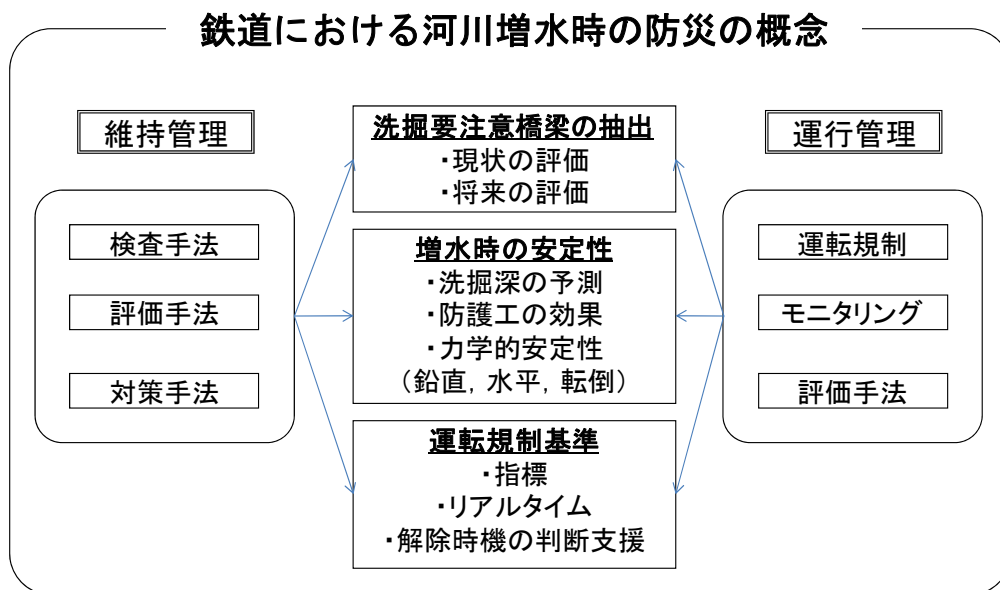 鉄道における河川増水時の防災の概念
維持管理
検査手法
評価手法
対策手法
洗掘要注意橋梁の抽出
・現状の評価
・将来の評価
増水時の安定性
・洗掘深の予測
・防護工の効果
・力学的安定性
(鉛直,水平,転倒)
運転規制基準
・指標
・リアルタイム
・解除時機の判断支援
運行管理
運転規制
モニタリング
評価手法